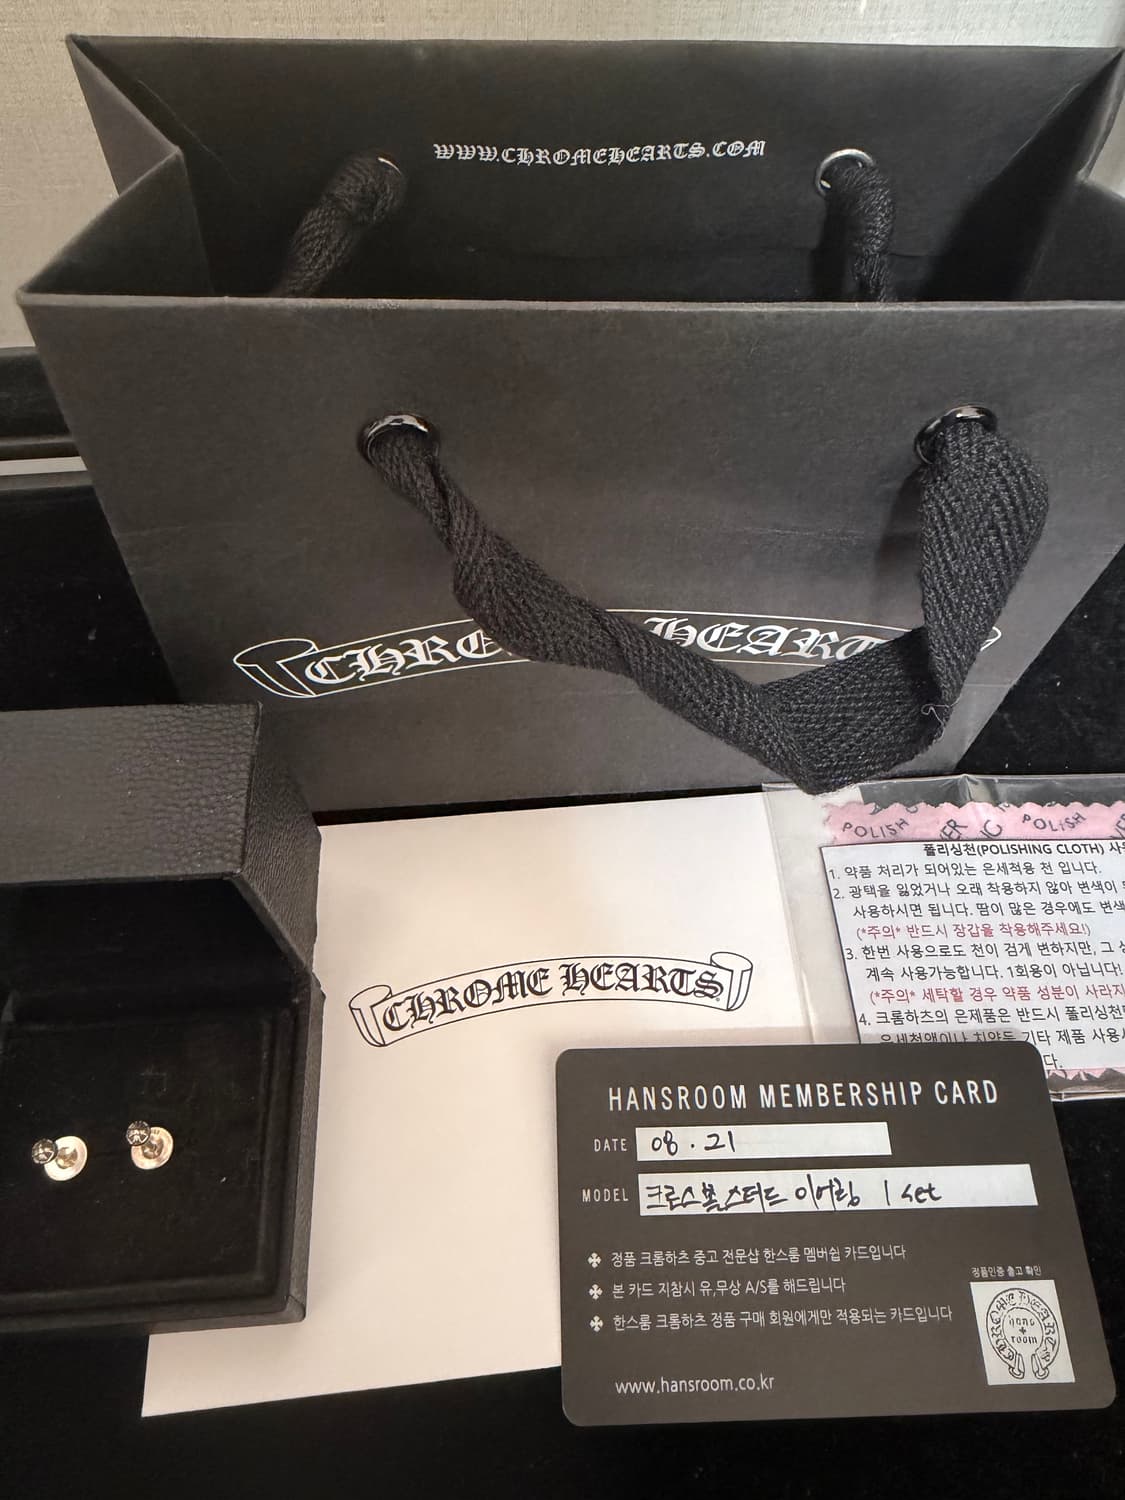 WWW.CHROMEHEARTS.COM
CHRO HEART
CHROME HEARTS
POLISH POLISH
폴리싱천(POLISHING CLOTH)
1. 약품 처리가 되어있는 은세척용 천 입니다.
2. 광택을 잃었거나 오래 착용하지 않아 변색이
사용하시면 됩니다. 땀이 많은 경우에도 변색
(*주의* 반드시 장갑을 착용해주세요!)
3. 한번 사용으로도 천이 검게 변하지만, 그
계속 사용가능합니다. 1회용이 아닙니다!
(*주의* 세탁할 경우 약품 성분이 사라지
4. 크롬하츠의 은제품은 반드시 폴리싱천
기타 제품 사용
다.
HANSROOM MEMBERSHIP CARD
DATE 08.21
MODEL 크로스볼 스터드 이어링 1 set
정품 크롬하츠 중고 전문샵 한스룸 멤버쉽 카드입니다
본 카드 지참시 유,무상 A/S를 해드립니다
한스룸 크롬하츠 정품 구매 회원에게만 적용되는 카드입니다
정품인증 출고 확인
CHROME HEARTS
hans
room
www.hansroom.co.kr